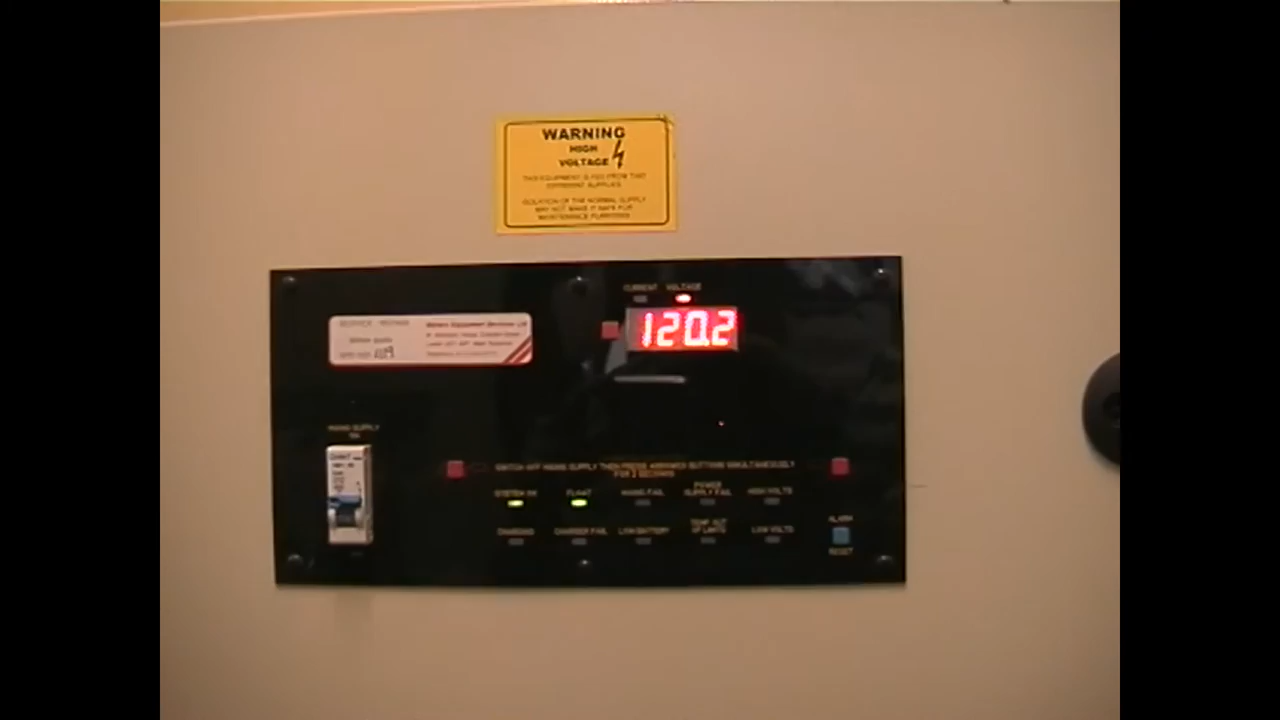 WARNING
HIGH
VOLTAGE
THIS EQUIPMENT IS FED FROM TWO
DIFFERENT SUPPLIES
ISOLATION OF THE NORMAL SUPPLY
MAY NOT MAKE IT SAFE FOR
MAINTENANCE PURPOSES
CURRENT VOLTAGE
120.2
MAINS SUPPLY
SWITCH OFF MAINS SUPPLY THEN PRESS ARROWED BUTTONS SIMULTANEOUSLY
FOR 2 SECONDS
SYSTEM OK FLOAT MAINS FAIL POWER SUPPLY FAIL HIGH VOLTS
CHARGING CHARGER FAIL LOW BATTERY TEMP. OUT OF LIMITS LOW VOLTS
ALARM
RESET